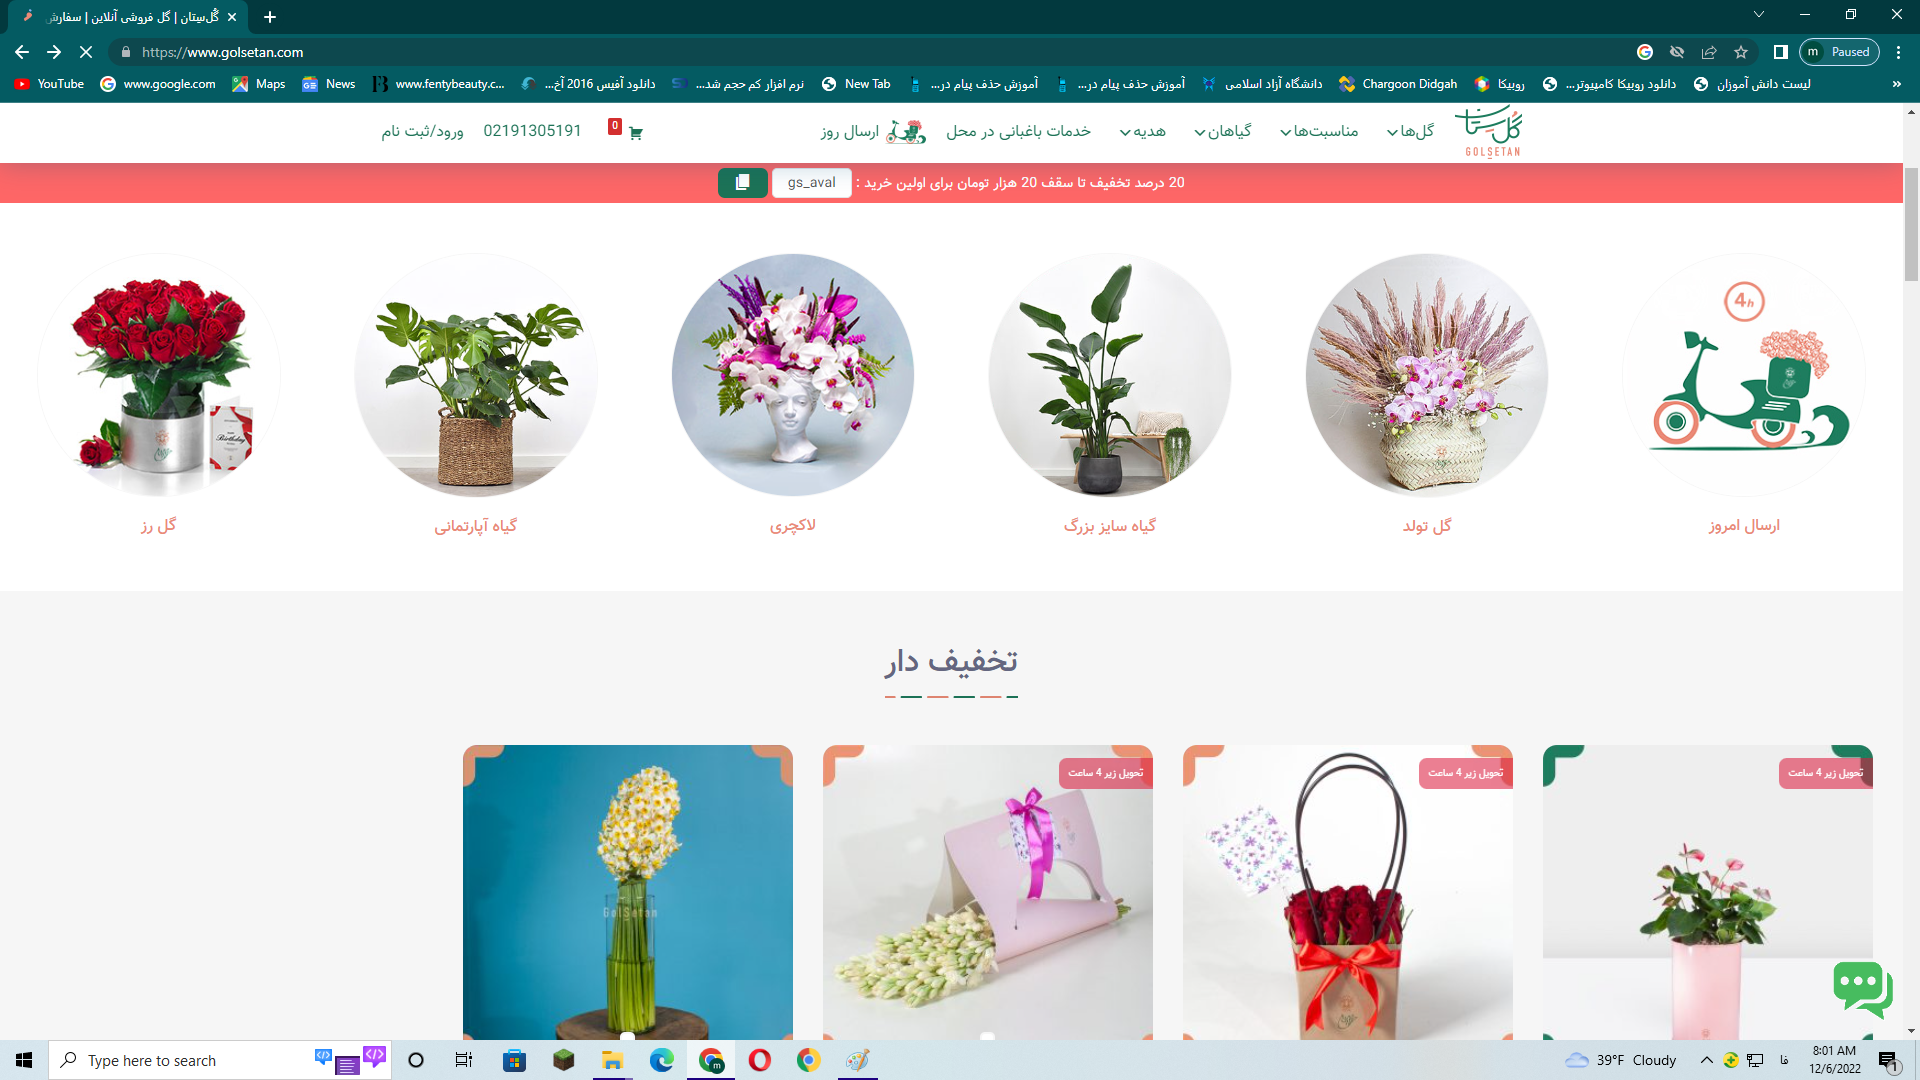 گُل‌سِتان | گل فروشی آنلاین | سفارش
https://www.golsetan.com
Paused
YouTube
www.google.com
Maps
News
www.fentybeauty.c...
دانلود آفیس 2016 آخ...
نرم افزار کم حجم شد...
New Tab
آموزش حذف پیام در...
آموزش حذف پیام در...
دانشگاه آزاد اسلامی
Chargoon Didgah
روبیکا
دانلود روبیکا کامپیوتر...
لیست دانش آموزان
GOLSETAN
گل‌ها
مناسبت‌ها
گیاهان
هدیه
خدمات باغبانی در محل
ارسال روز
0
02191305191
ورود/ثبت نام
20 درصد تخفیف تا سقف 20 هزار تومان برای اولین خرید :
gs_aval
4h
ارسال امروز
گل تولد
گیاه سایز بزرگ
لاکچری
گیاه آپارتمانی
گل رز
تخفیف دار
تحویل زیر 4 ساعت
تحویل زیر 4 ساعت
تحویل زیر 4 ساعت
GolSetan
Type here to search
39°F Cloudy
فا
8:01 AM
12/6/2022
1